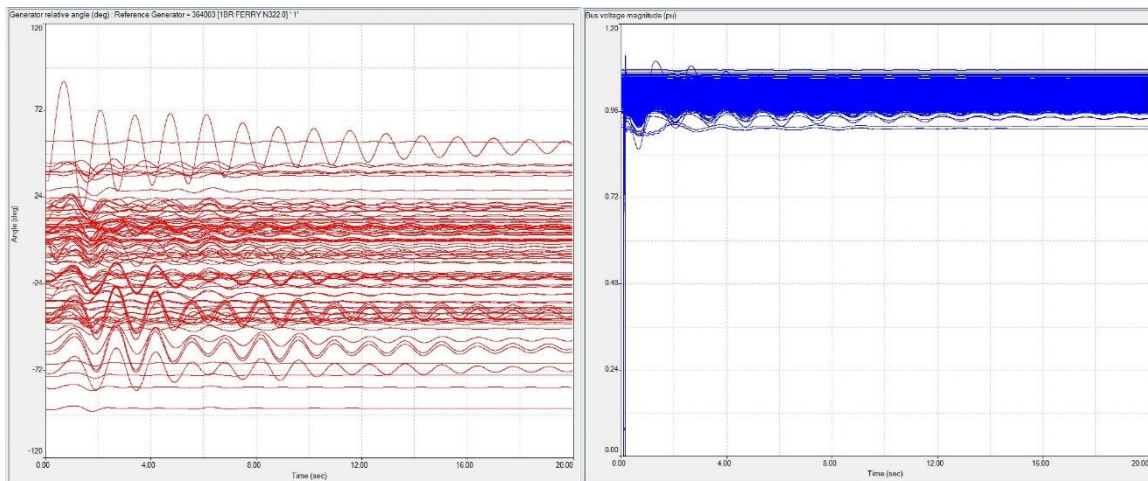 Generator relative angle (deg) : Reference Generator = 364003 [1BR FERRY N322.0] ' 1'
120
72
24
-24
-72
-120
Angle (deg)
0.00 4.00 8.00 12.00 16.00 20.00
Time (sec)
Bus voltage magnitude (pu)
1.20
0.96
0.72
0.48
0.24
0.00
0.00 4.00 8.00 12.00 16.00 20.00
Time (sec)